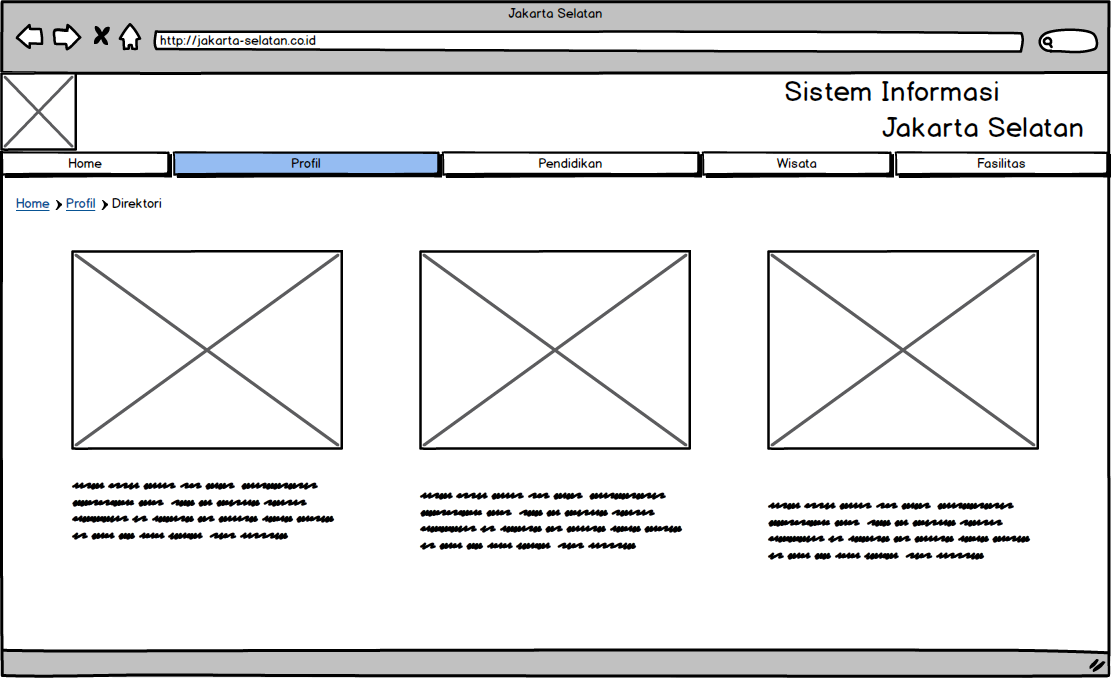 Jakarta Selatan
http://jakarta-selatan.co.id
Sistem Informasi
Jakarta Selatan
Home Profil Pendidikan Wisata Fasilitas
Home Profil Direktori